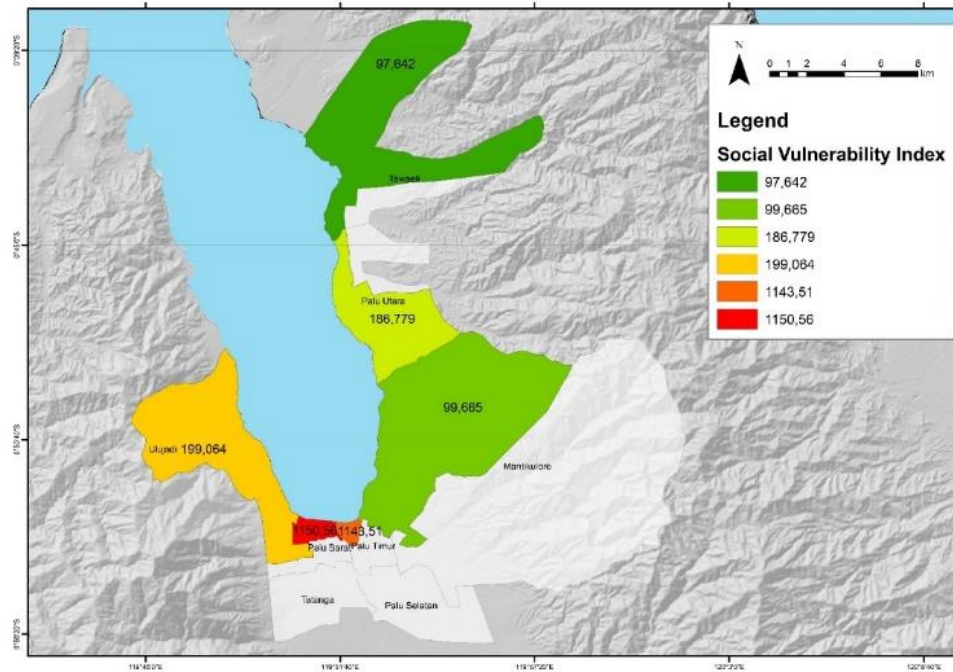 N
0 1 2 4 6 8
km
Legend
Social Vulnerability Index
97,642
99,665
186,779
199,064
1143,51
1150,56
97,642
Tawaeli
Palu Utara
186,779
99,665
Ulujadi 199,064
Mantikulore
1150,56 1143,51
Palu Barat Palu Timur
Tatanga
Palu Selatan